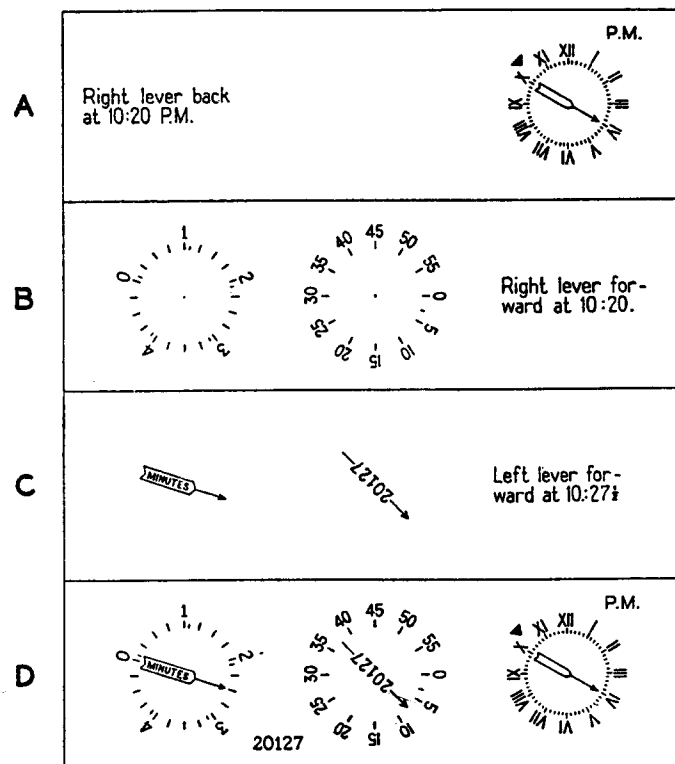 A
Right lever back
at 10:20 P.M.
P.M.
XII
I
II
III
IV
V
VI
VII
VIII
IX
X
XI
B
0
1
2
3
4
45
50
55
0
5
10
15
20
25
30
35
40
Right lever for-
ward at 10:20.
C
MINUTES
20127
Left lever for-
ward at 10:27½
D
0
1
2
3
4
MINUTES
45
50
55
0
5
10
15
20
25
30
35
40
20127
20127
P.M.
XII
I
II
III
IV
V
VI
VII
VIII
IX
X
XI